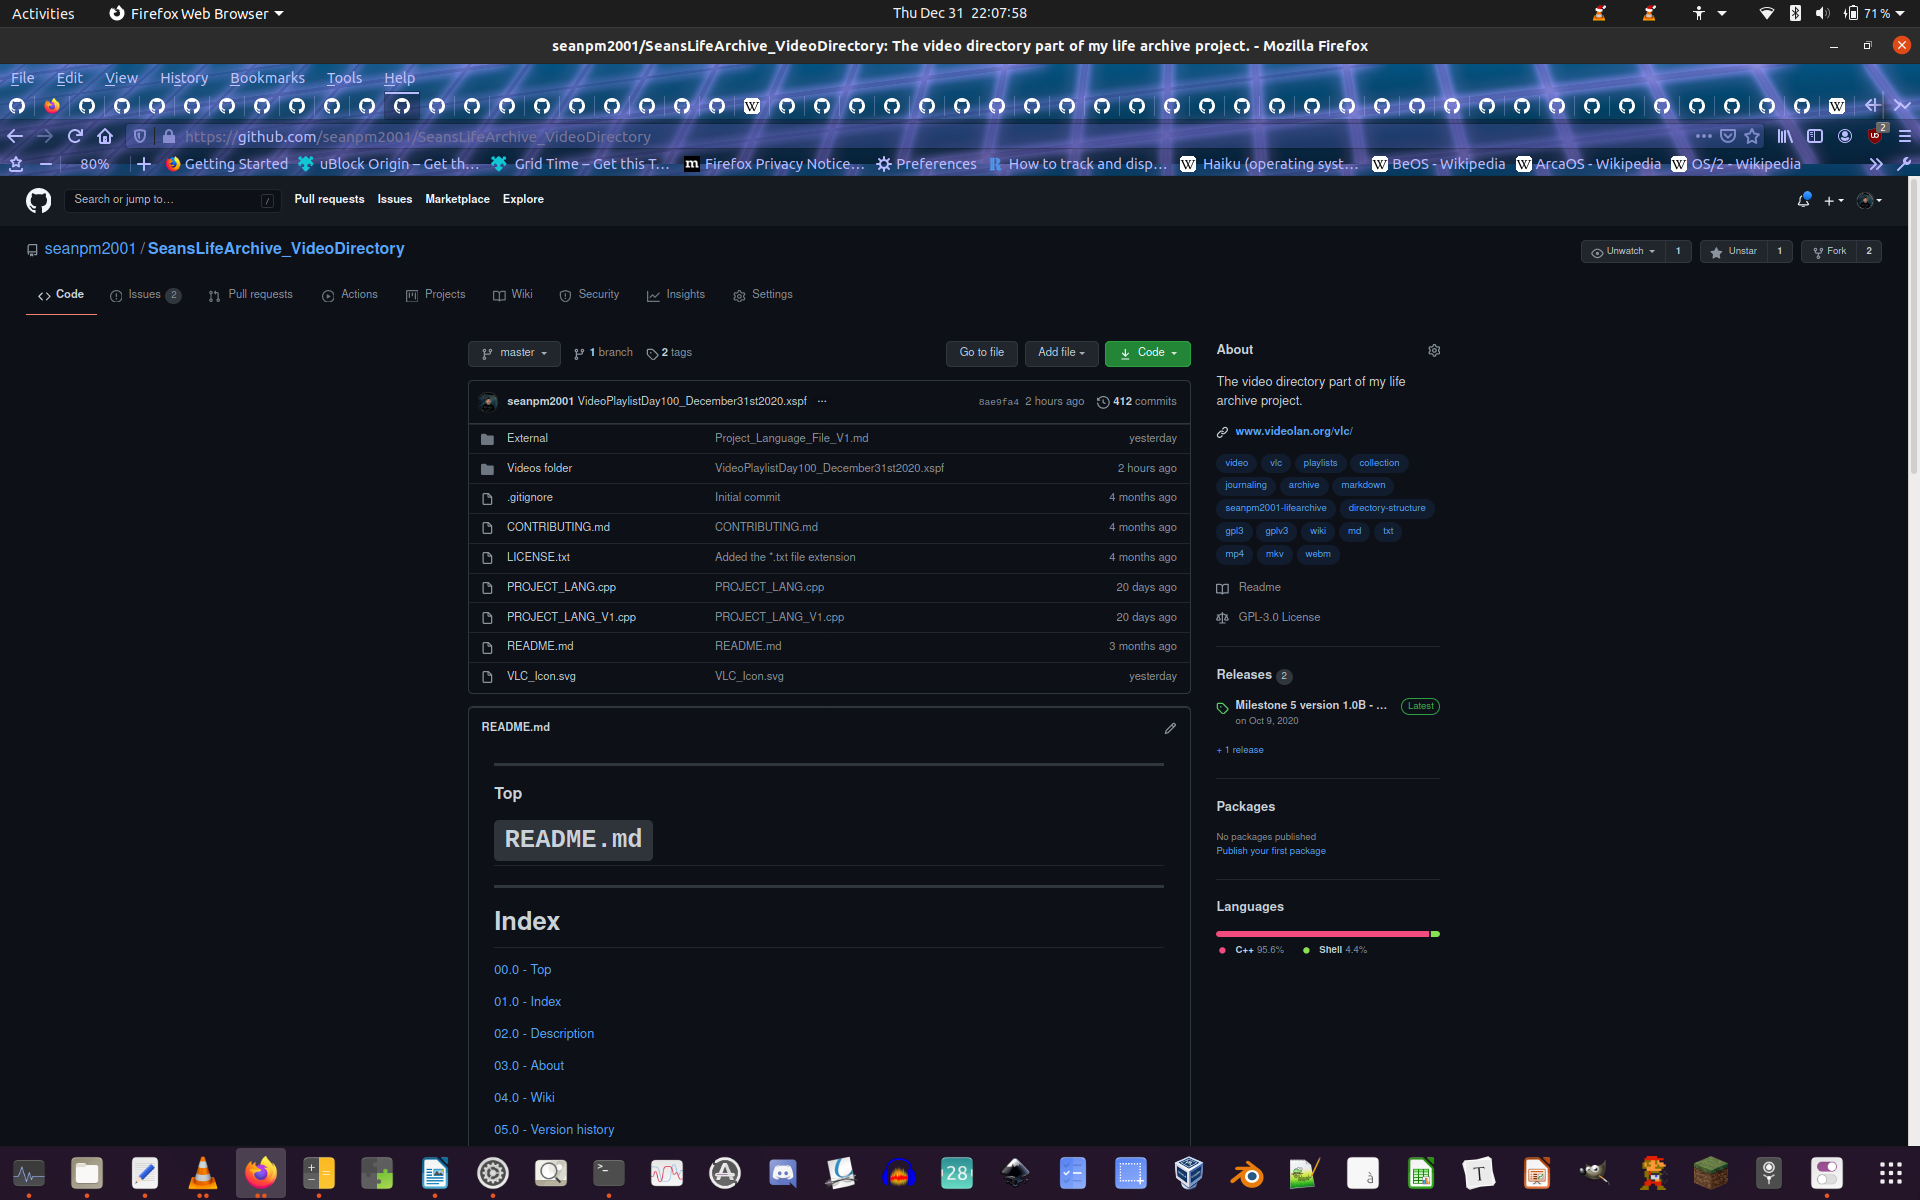 Activities Firefox Web Browser Thu Dec 31 22:07:58 71 %
seanpm2001/SeansLifeArchive_VideoDirectory: The video directory part of my life archive project. - Mozilla Firefox
File Edit View History Bookmarks Tools Help
https://github.com/seanpm2001/SeansLifeArchive_VideoDirectory 2
80% Getting Started uBlock Origin – Get th… Grid Time – Get this T… Firefox Privacy Notice… Preferences How to track and disp… Haiku (operating syst… BeOS - Wikipedia ArcaOS - Wikipedia OS/2 - Wikipedia
Search or jump to… / Pull requests Issues Marketplace Explore
seanpm2001 / SeansLifeArchive_VideoDirectory Unwatch 1 Unstar 1 Fork 2
Code Issues 2 Pull requests Actions Projects Wiki Security Insights Settings
master 1 branch 2 tags Go to file Add file Code
seanpm2001 VideoPlaylistDay100_December31st2020.xspf ... 8ae9fa4 2 hours ago 412 commits
External Project_Language_File_V1.md yesterday
Videos folder VideoPlaylistDay100_December31st2020.xspf 2 hours ago
.gitignore Initial commit 4 months ago
CONTRIBUTING.md CONTRIBUTING.md 4 months ago
LICENSE.txt Added the *.txt file extension 4 months ago
PROJECT_LANG.cpp PROJECT_LANG.cpp 20 days ago
PROJECT_LANG_V1.cpp PROJECT_LANG_V1.cpp 20 days ago
README.md README.md 3 months ago
VLC_Icon.svg VLC_Icon.svg yesterday
README.md
Top
README.md
Index
00.0 - Top
01.0 - Index
02.0 - Description
03.0 - About
04.0 - Wiki
05.0 - Version history
About
The video directory part of my life
archive project.
www.videolan.org/vlc/
video vlc playlists collection
journaling archive markdown
seanpm2001-lifearchive directory-structure
gpl3 gplv3 wiki md txt
mp4 mkv webm
Readme
GPL-3.0 License
Releases 2
Milestone 5 version 1.0B - … Latest
on Oct 9, 2020
+ 1 release
Packages
No packages published
Publish your first package
Languages
C++ 95.6% Shell 4.4%
28